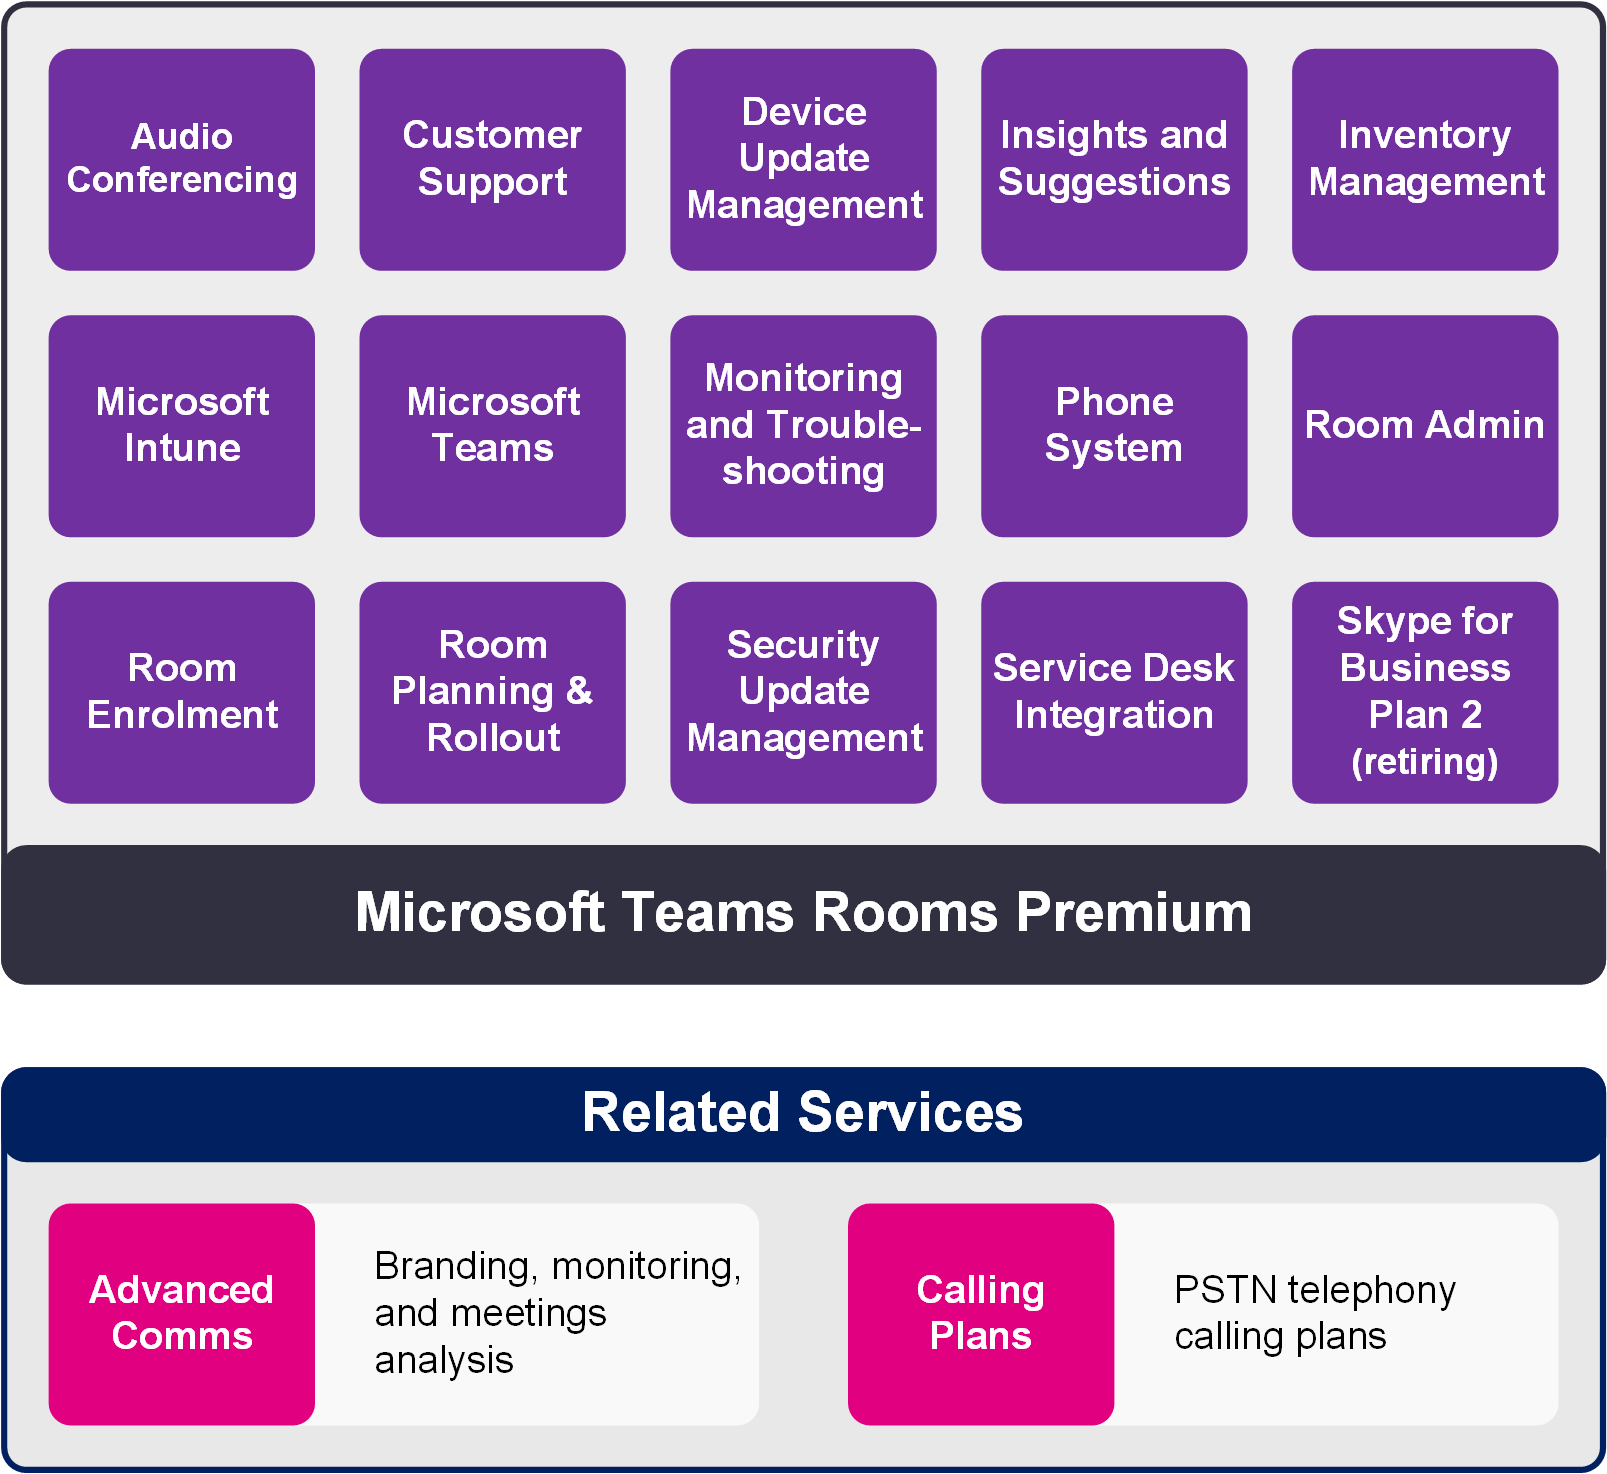 Audio
Conferencing
Customer
Support
Device
Update
Management
Insights and
Suggestions
Inventory
Management
Microsoft
Intune
Microsoft
Teams
Monitoring
and Trouble-
shooting
Phone
System
Room Admin
Room
Enrolment
Room
Planning &
Rollout
Security
Update
Management
Service Desk
Integration
Skype for
Business
Plan 2
(retiring)
Microsoft Teams Rooms Premium
Related Services
Advanced
Comms
Branding, monitoring,
and meetings
analysis
Calling
Plans
PSTN telephony
calling plans